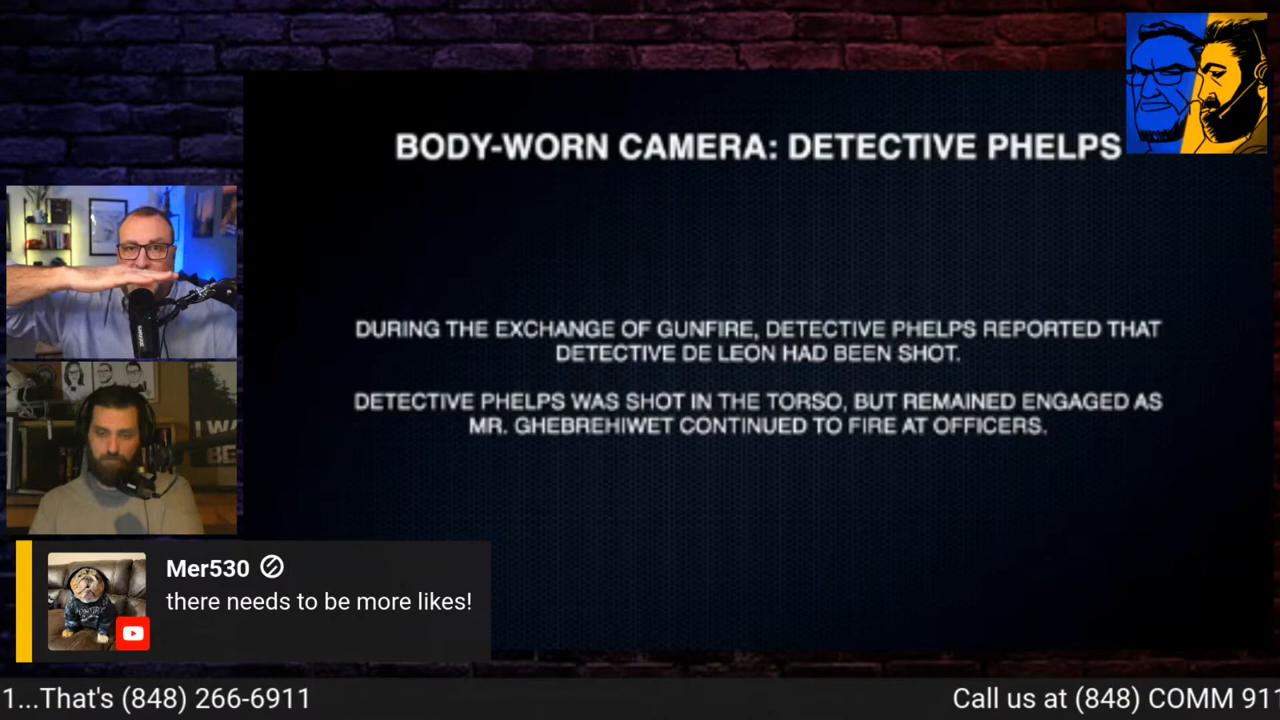 BODY-WORN CAMERA: DETECTIVE PHELPS
DURING THE EXCHANGE OF GUNFIRE, DETECTIVE PHELPS REPORTED THAT
DETECTIVE DE LEON HAD BEEN SHOT.
DETECTIVE PHELPS WAS SHOT IN THE TORSO, BUT REMAINED ENGAGED AS
MR. GHEBREHIWET CONTINUED TO FIRE AT OFFICERS.
I WA
BE
Mer530
there needs to be more likes!
1...That's (848) 266-6911
Call us at (848) COMM 911